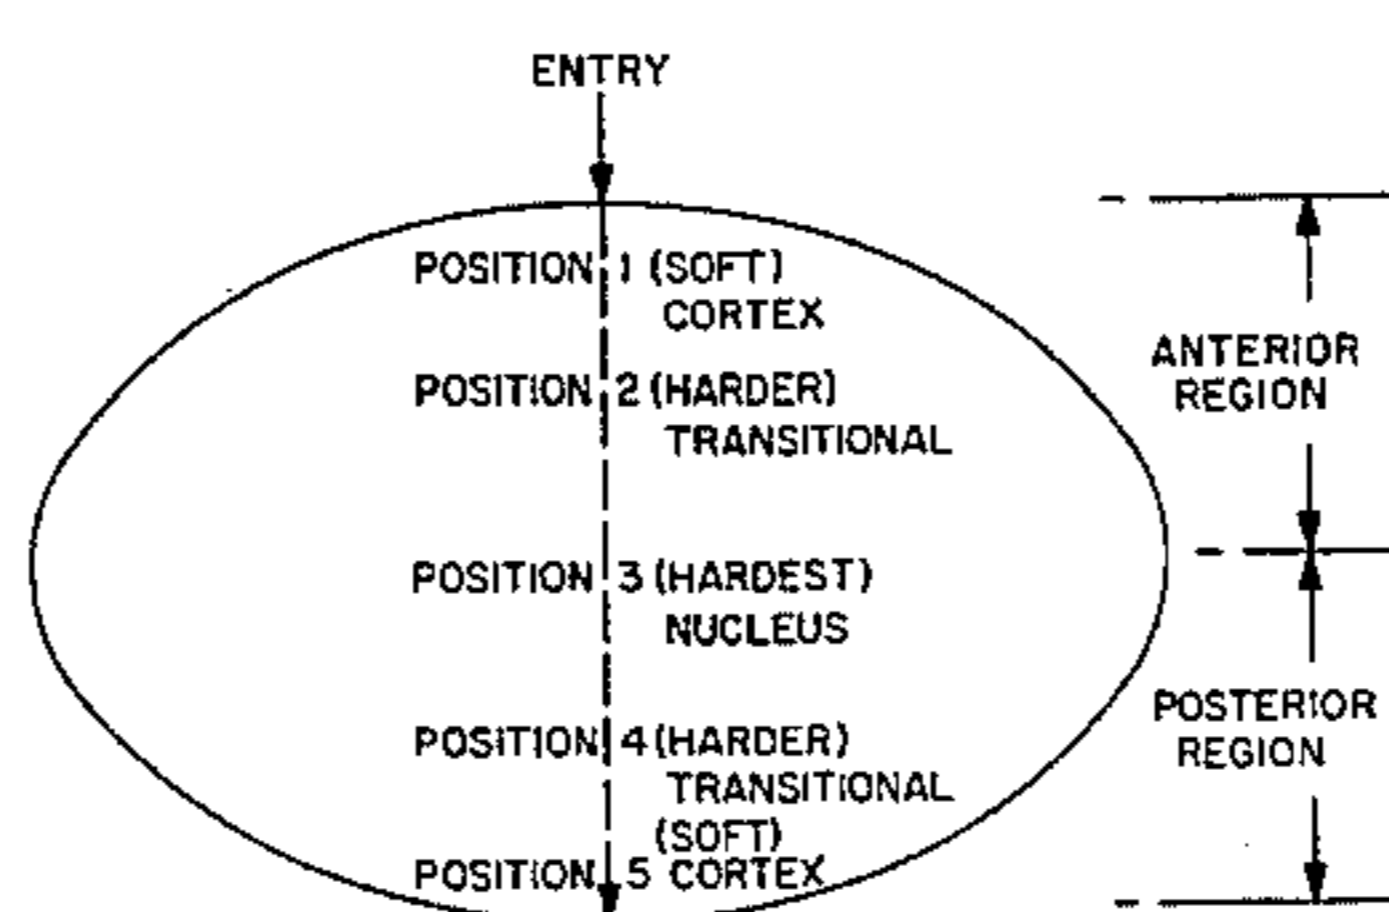 ENTRY
POSITION 1 (SOFT)
CORTEX
POSITION 2 (HARDER)
TRANSITIONAL
POSITION 3 (HARDEST)
NUCLEUS
POSITION 4 (HARDER)
TRANSITIONAL
(SOFT)
POSITION 5 CORTEX
ANTERIOR
REGION
POSTERIOR
REGION